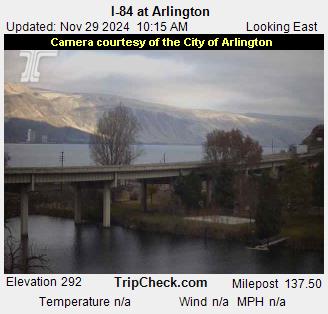 I-84 at Arlington
Updated: Nov 29 2024 10:15 AM Looking East
Camera courtesy of the City of Arlington
Elevation 292 TripCheck.com Milepost 137.50
Temperature n/a Wind n/a MPH n/a